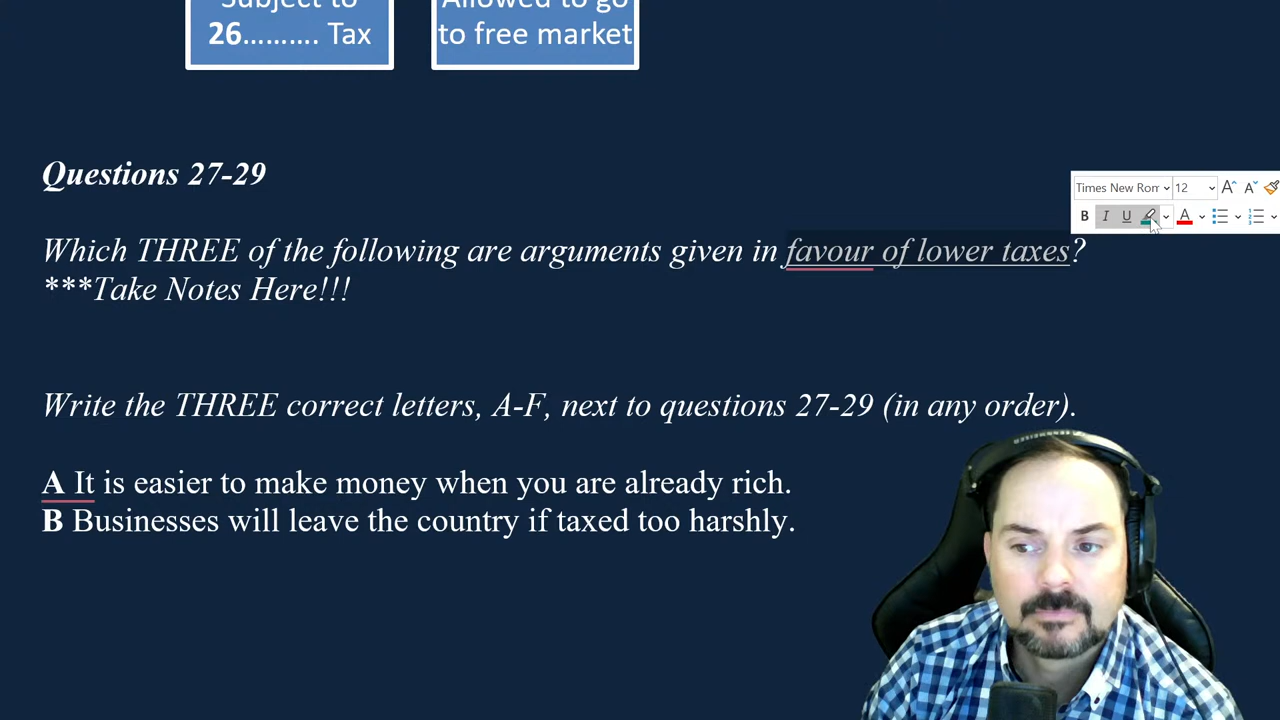 Subject to
Allowed to go
26………. Tax
to free market
Questions 27-29
Times New Rom
12
A
A
B
I
U
A
Which THREE of the following are arguments given in favour of lower taxes?
***Take Notes Here!!!
Write the THREE correct letters, A-F, next to questions 27-29 (in any order).
A It is easier to make money when you are already rich.
B Businesses will leave the country if taxed too harshly.